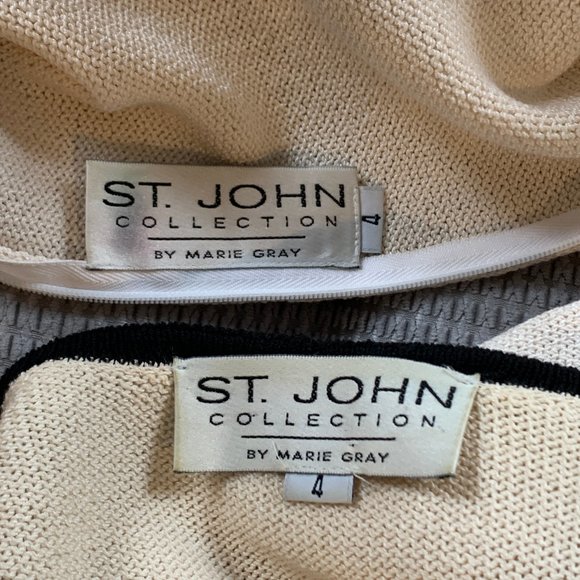 ST. JOHN
COLLECTION
BY MARIE GRAY
4
ST. JOHN
COLLECTION
BY MARIE GRAY
4